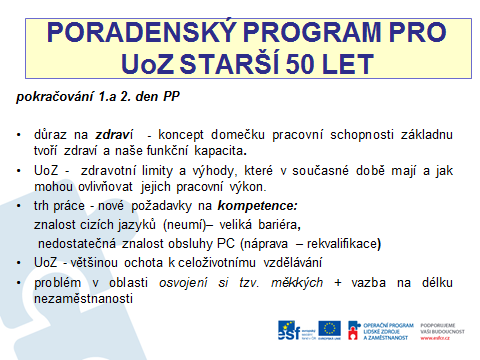 PORADENSKÝ PROGRAM PRO
UoZ STARŠÍ 50 LET
pokračování 1.a 2. den PP
• důraz na zdraví - koncept domečku pracovní schopnosti základnu
tvoří zdraví a naše funkční kapacita.
• UoZ - zdravotní limity a výhody, které v současné době mají a jak
mohou ovlivňovat jejich pracovní výkon.
• trh práce - nové požadavky na kompetence:
znalost cizích jazyků (neumí)– veliká bariéra,
nedostatečná znalost obsluhy PC (náprava – rekvalifikace)
• UoZ - většinou ochota k celoživotnímu vzdělávání
• problém v oblasti osvojení si tzv. měkkých + vazba na délku
nezaměstnanosti
esf
EVROPSKÁ UNIE
OPERAČNÍ PROGRAM
LIDSKÉ ZDROJE
A ZAMĚSTNANOST
PODPORUJEME
VAŠI BUDOUCNOST
www.esfcr.cz